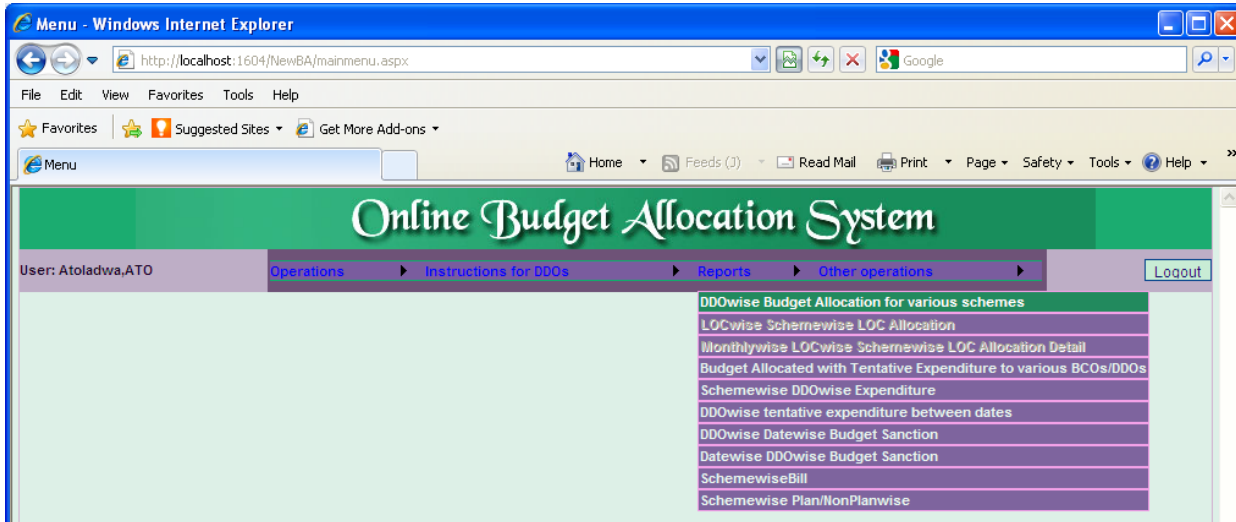 Menu - Windows Internet Explorer
http://localhost:1604/NewBA/mainmenu.aspx
Google
File Edit View Favorites Tools Help
Favorites Suggested Sites Get More Add-ons
Menu Home Feeds (J) Read Mail Print Page Safety Tools Help »
Online Budget Allocation System
User: Atoladwa,ATO Operations Instructions for DDOs Reports Other operations Logout
DDOwise Budget Allocation for various schemes
LOCwise Schemewise LOC Allocation
Monthlywise LOCwise Schemewise LOC Allocation Detail
Budget Allocated with Tentative Expenditure to various BCOs/DDOs
Schemewise DDOwise Expenditure
DDOwise tentative expenditure between dates
DDOwise Datewise Budget Sanction
Datewise DDOwise Budget Sanction
SchemewiseBill
Schemewise Plan/NonPlanwise